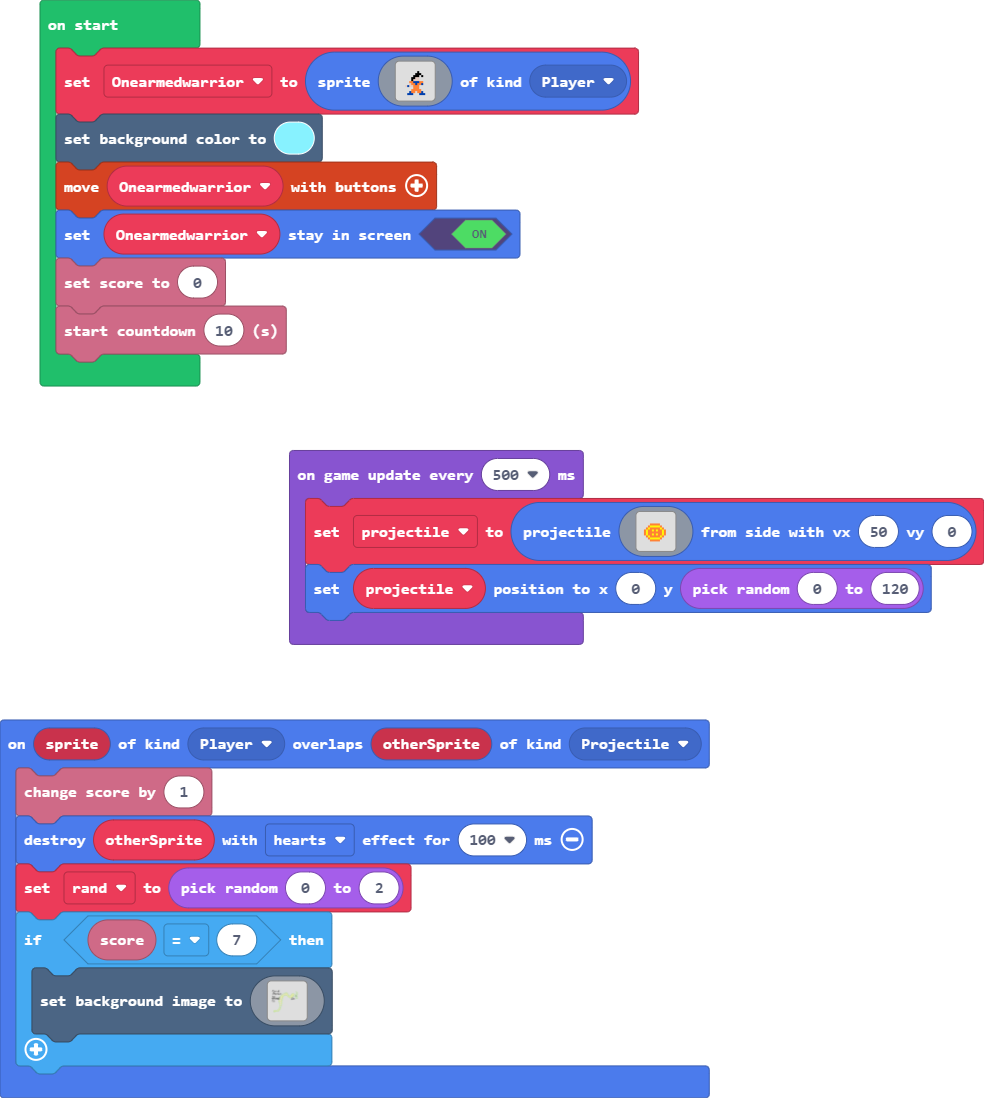 on start
set Onearmedwarrior to sprite of kind Player
set background color to
move Onearmedwarrior with buttons
set Onearmedwarrior stay in screen ON
set score to 0
start countdown 10 (s)
on game update every 500 ms
set projectile to projectile from side with vx 50 vy 0
set projectile position to x 0 y pick random 0 to 120
on sprite of kind Player overlaps otherSprite of kind Projectile
change score by 1
destroy otherSprite with hearts effect for 100 ms
set rand to pick random 0 to 2
if score = 7 then
set background image to